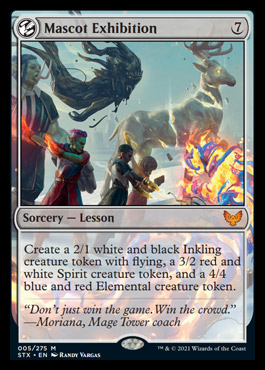 Mascot Exhibition 7
Sorcery — Lesson
Create a 2/1 white and black Inkling
creature token with flying, a 3/2 red and
white Spirit creature token, and a 4/4
blue and red Elemental creature token.
“Don’t just win the game. Win the crowd.”
—Moriana, Mage Tower coach
005/275 M
STX • EN RANDY VARGAS
™ & © 2021 Wizards of the Coast